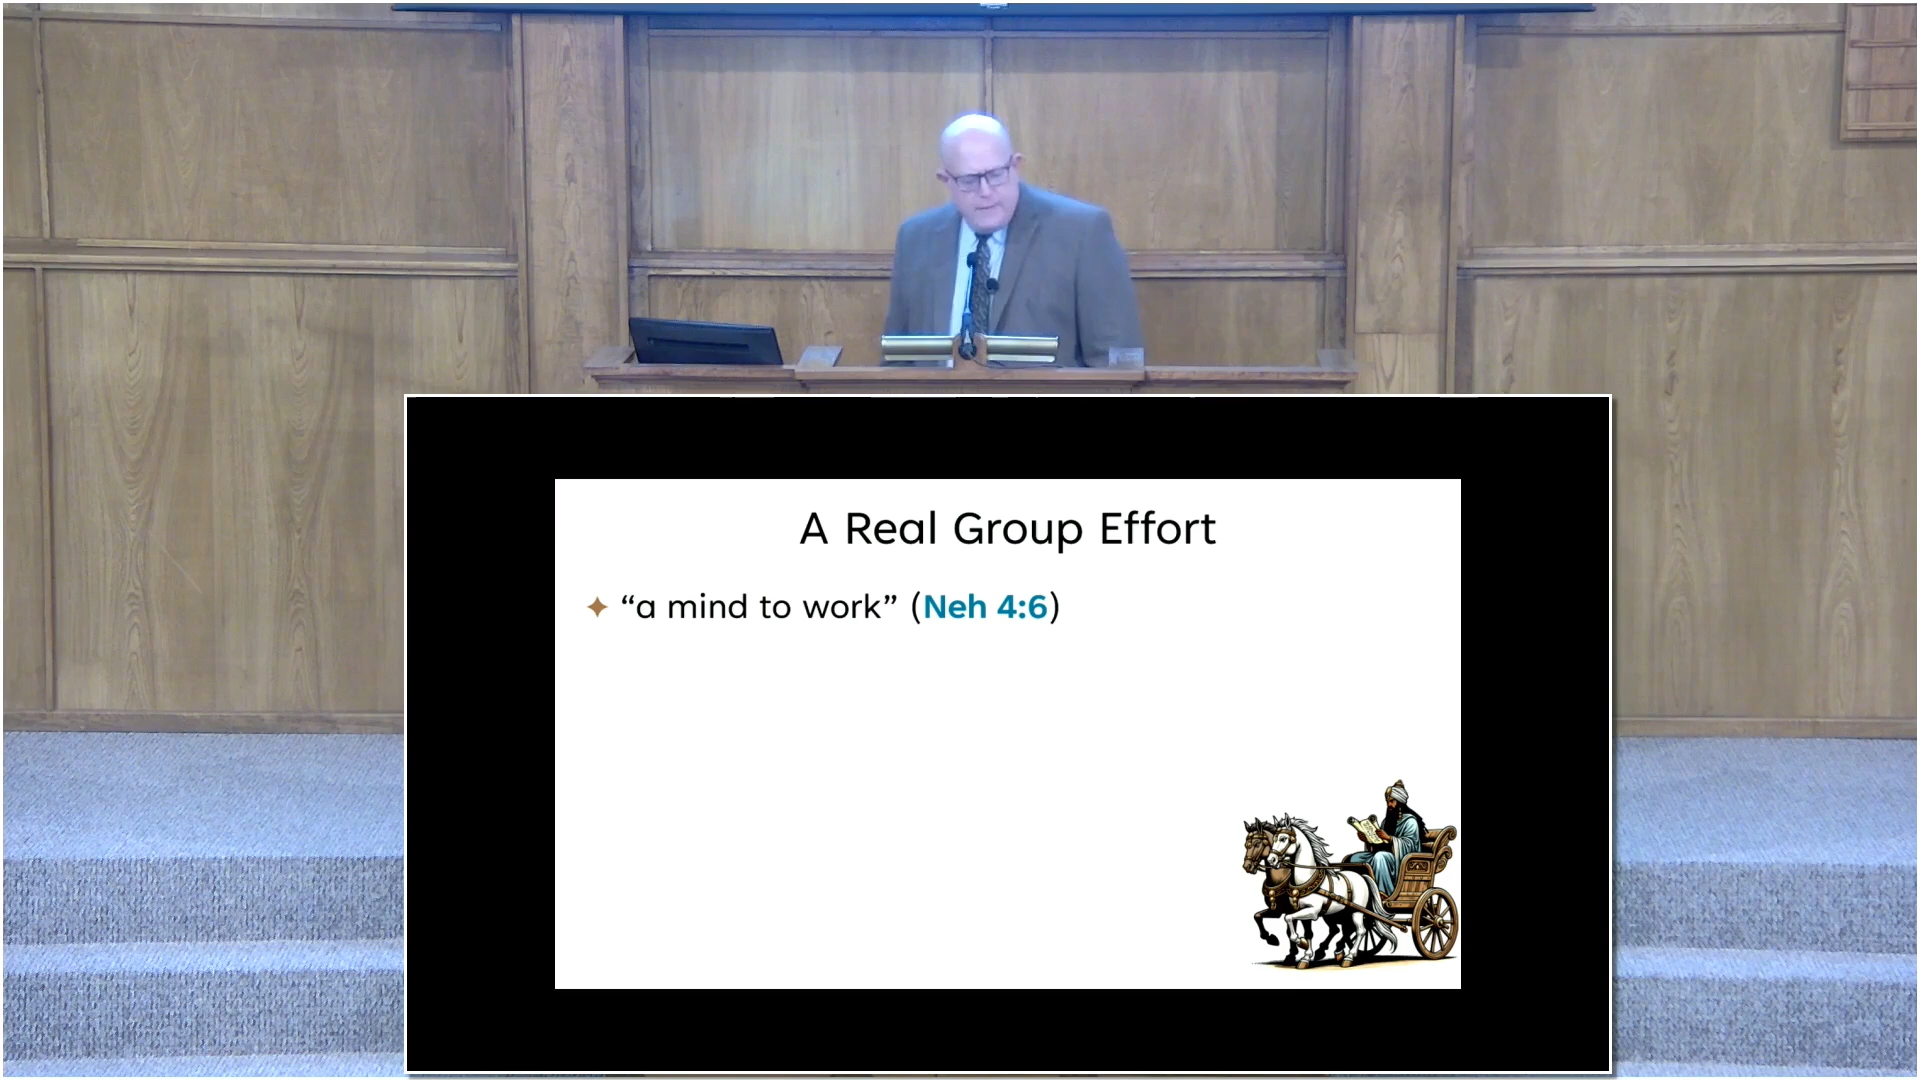 A Real Group Effort
“a mind to work” (Neh 4:6)